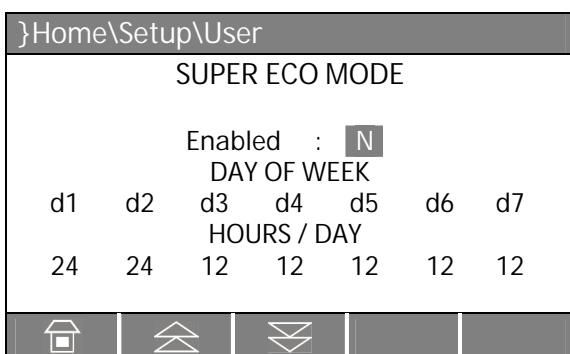 }Home\Setup\User
SUPER ECO MODE
Enabled : N
DAY OF WEEK
d1 d2 d3 d4 d5 d6 d7
HOURS / DAY
24 24 12 12 12 12 12